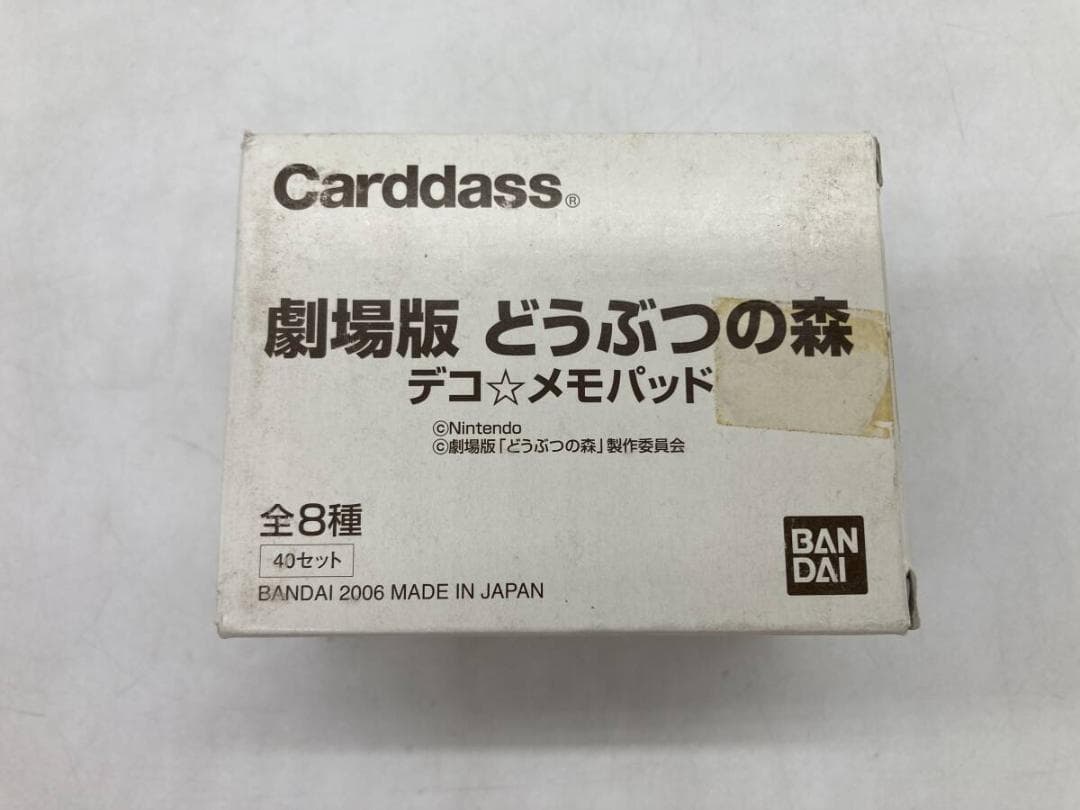 Carddass®
劇場版 どうぶつの森
デコ☆メモパッド
©Nintendo
©劇場版「どうぶつの森」製作委員会
全8種
40セット
BANDAI 2006 MADE IN JAPAN
BAN
DAI